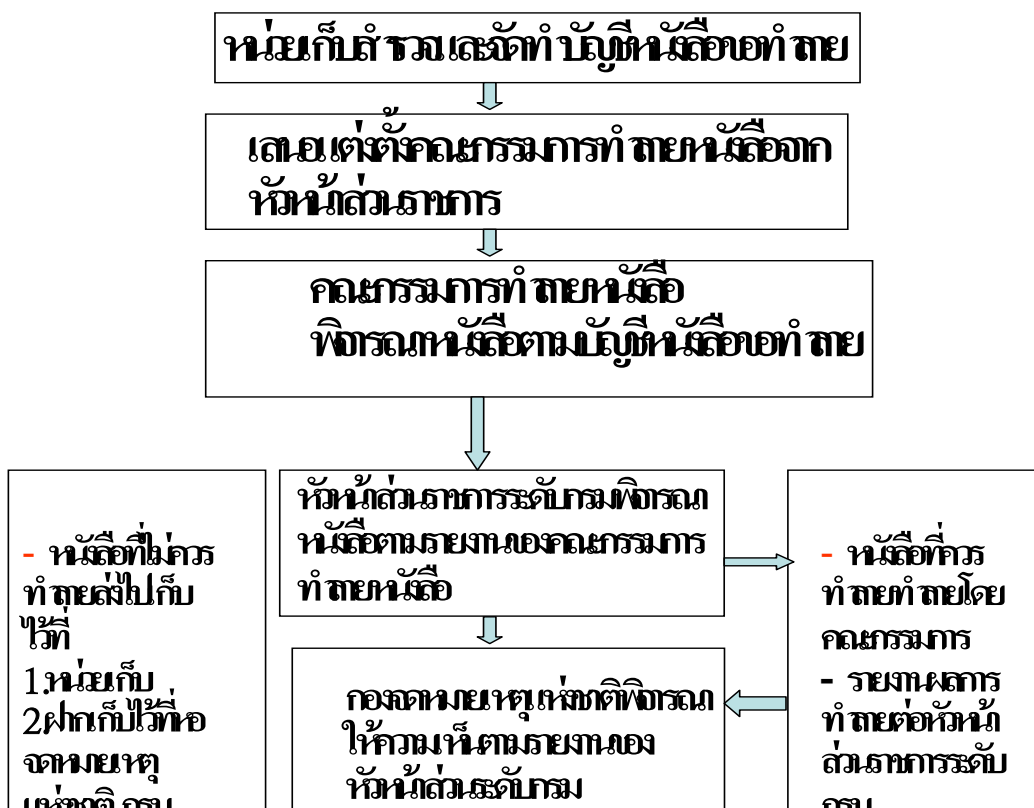 หน่วยเก็บสำรวจและจัดทำบัญชีหนังสือขอทำลาย
เสนอแต่งตั้งคณะกรรมการทำลายหนังสือจาก
หัวหน้าส่วนราชการ
คณะกรรมการทำลายหนังสือ
พิจารณาหนังสือตามบัญชีหนังสือขอทำลาย
หัวหน้าส่วนราชการระดับกรมพิจารณา
หนังสือตามรายงานของคณะกรรมการ
ทำลายหนังสือ
- หนังสือที่ไม่ควร
ทำลายส่งไปเก็บ
ไว้ที่
1.หน่วยเก็บ
2.ฝากเก็บไว้ที่หอ
จดหมายเหตุ
แห่งชาติ กรม
- หนังสือที่ควร
ทำลายทำลายโดย
คณะกรรมการ
- รายงานผลการ
ทำลายต่อหัวหน้า
ส่วนราชการระดับ
กรม
กองจดหมายเหตุแห่งชาติพิจารณา
ให้ความเห็นตามรายงานของ
หัวหน้าส่วนระดับกรม